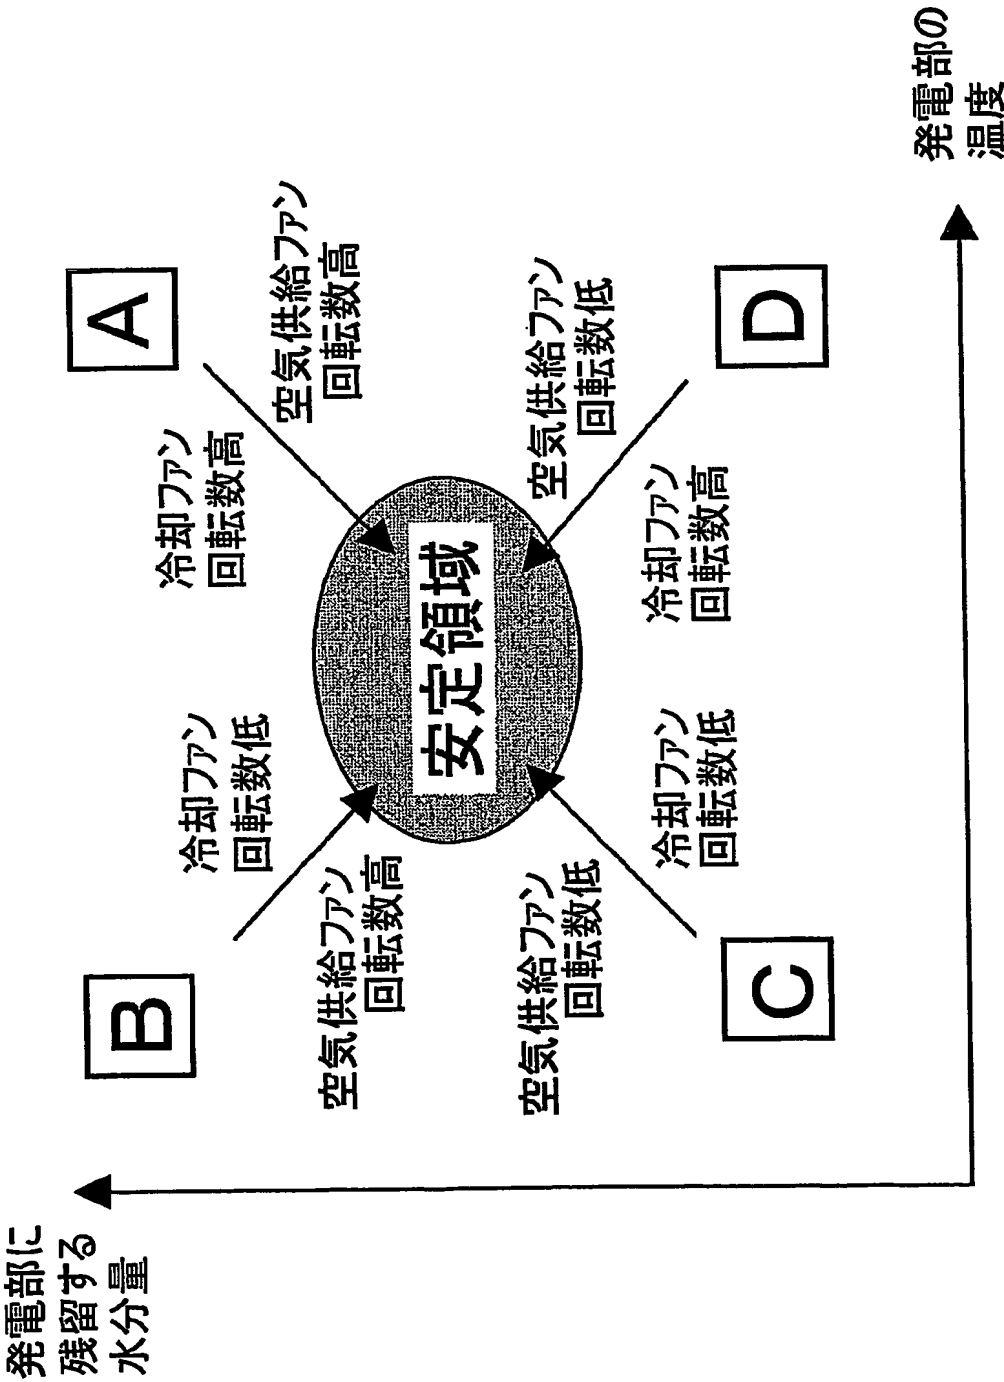 発電部に
残留する
水分量
B
冷却ファン
回転数低
空気供給ファン
回転数高
A
冷却ファン
回転数高
空気供給ファン
回転数高
安定領域
空気供給ファン
回転数低
C
冷却ファン
回転数低
空気供給ファン
回転数低
D
冷却ファン
回転数高
発電部の
温度